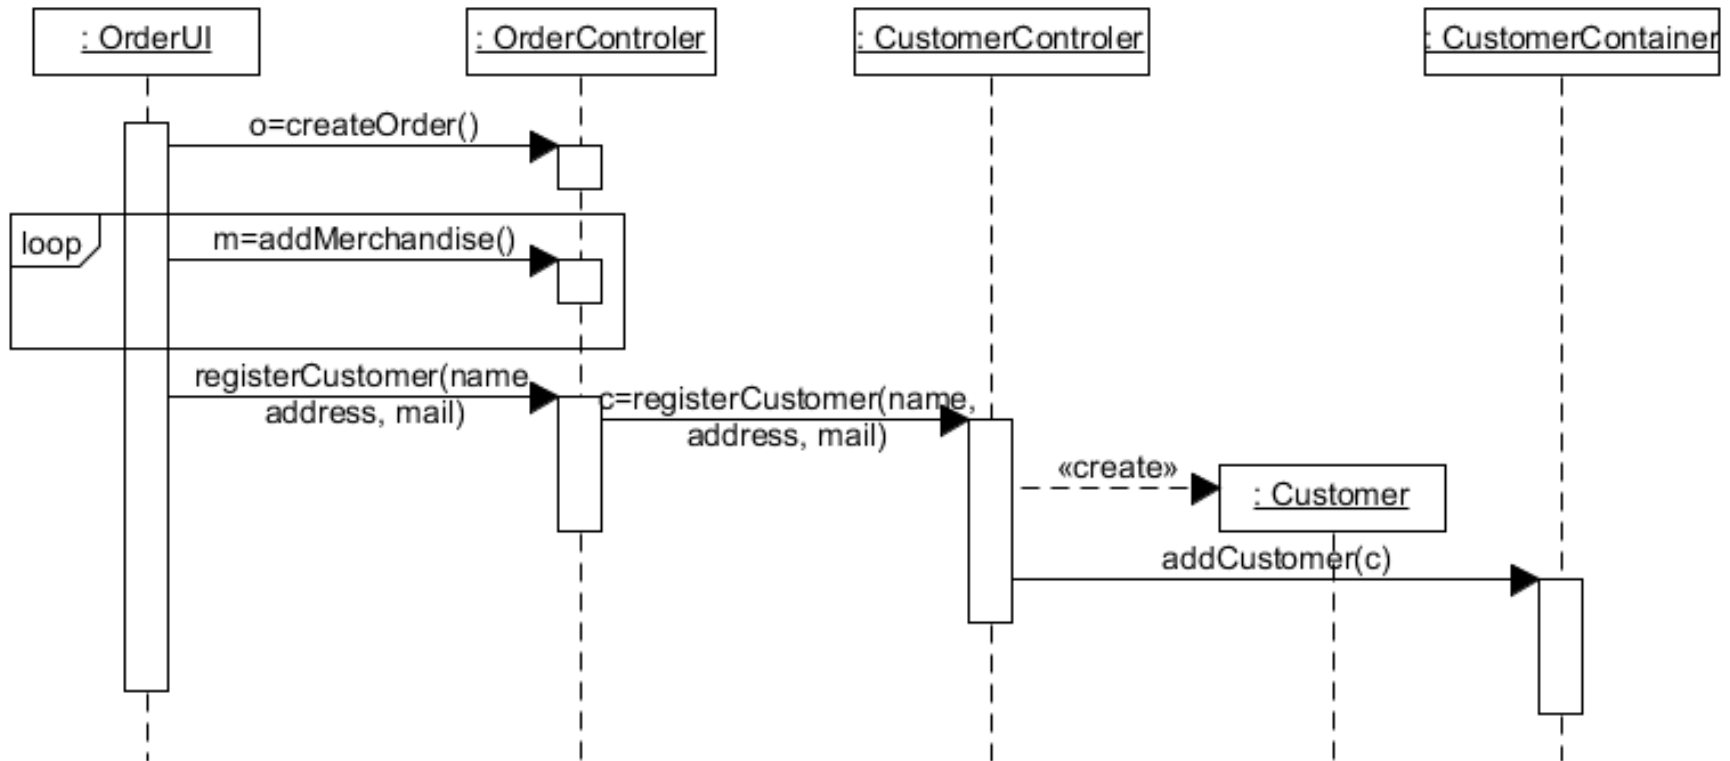 : OrderUI
: OrderControler
: CustomerControler
: CustomerContainer
o=createOrder()
loop
m=addMerchandise()
registerCustomer(name,
address, mail)
c=registerCustomer(name,
address, mail)
«create»
: Customer
addCustomer(c)